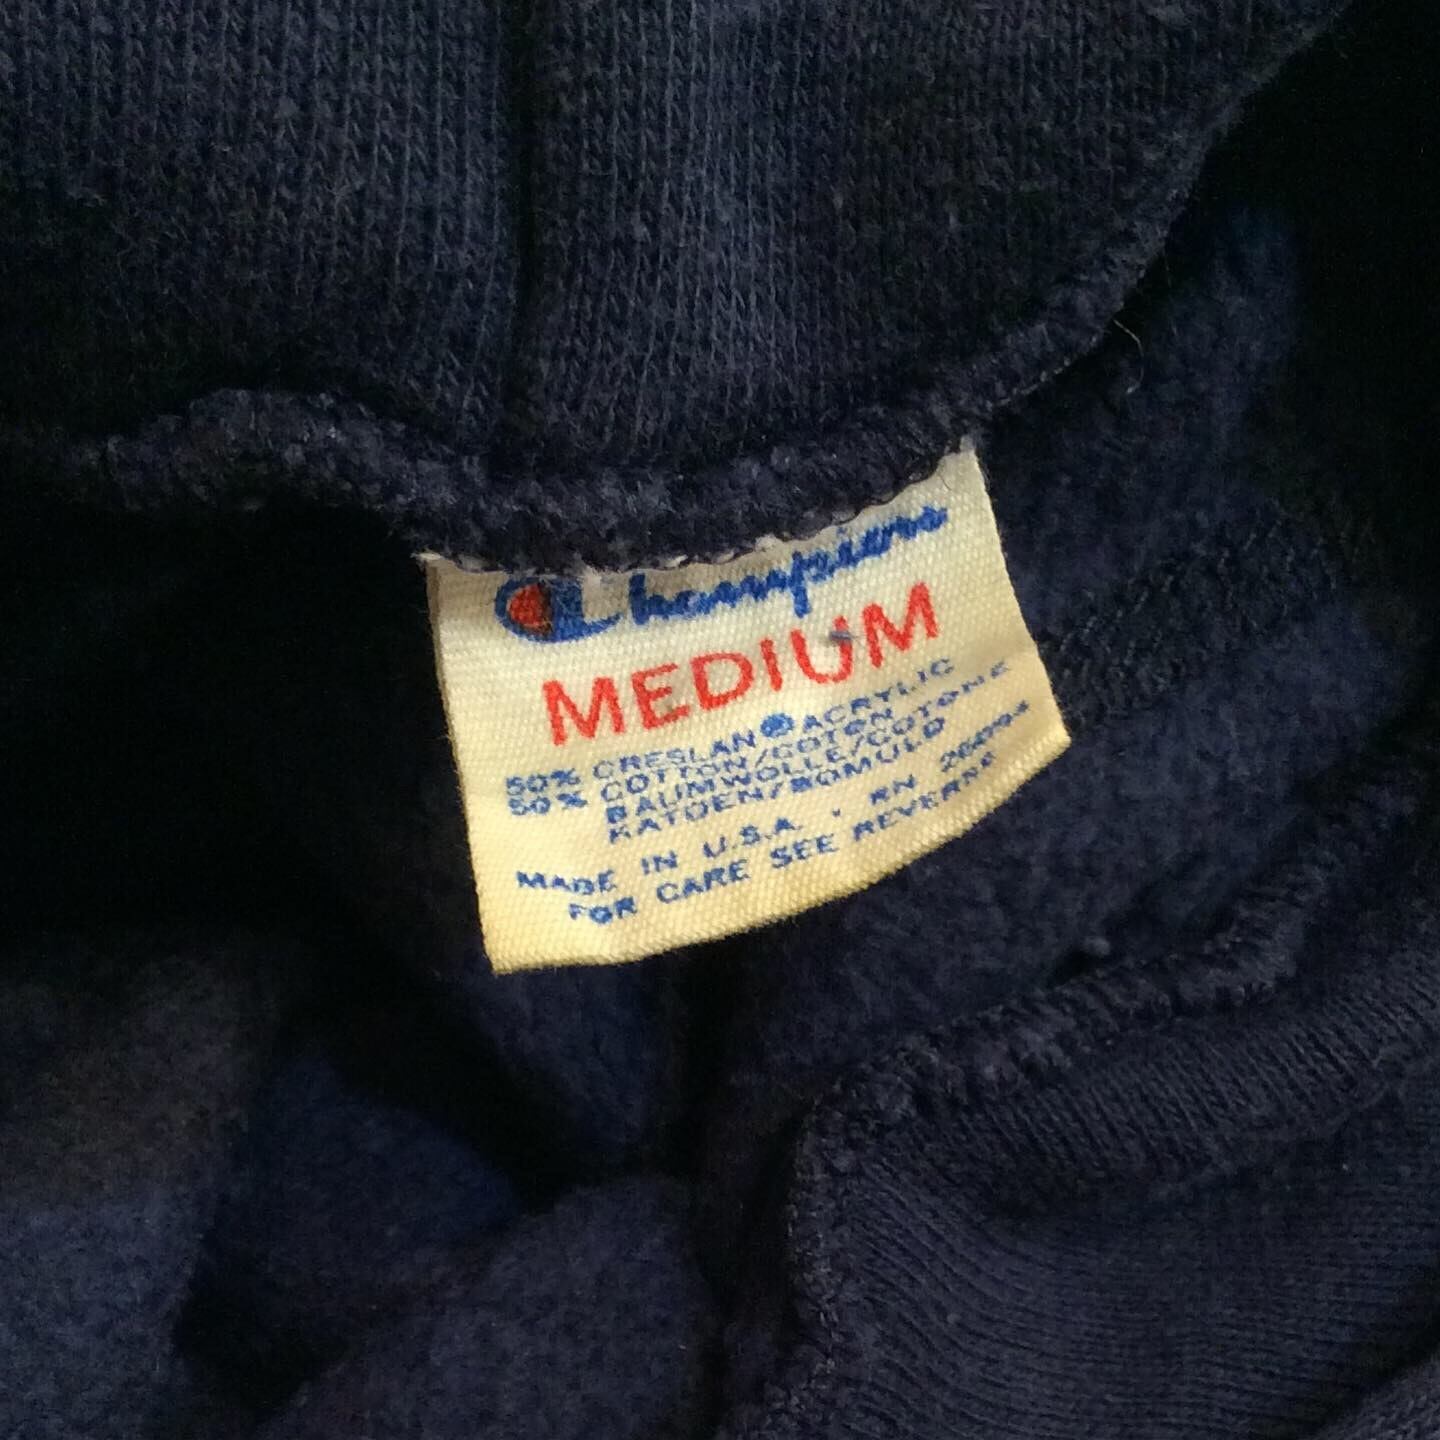 Champion
MEDIUM
50% CRESLAN® ACRYLIC
50% COTTON/COTON
BAUMWOLLE/COTONE
KATOEN/BOMULD
MADE IN U.S.A. · RN 26094
FOR CARE SEE REVERSE